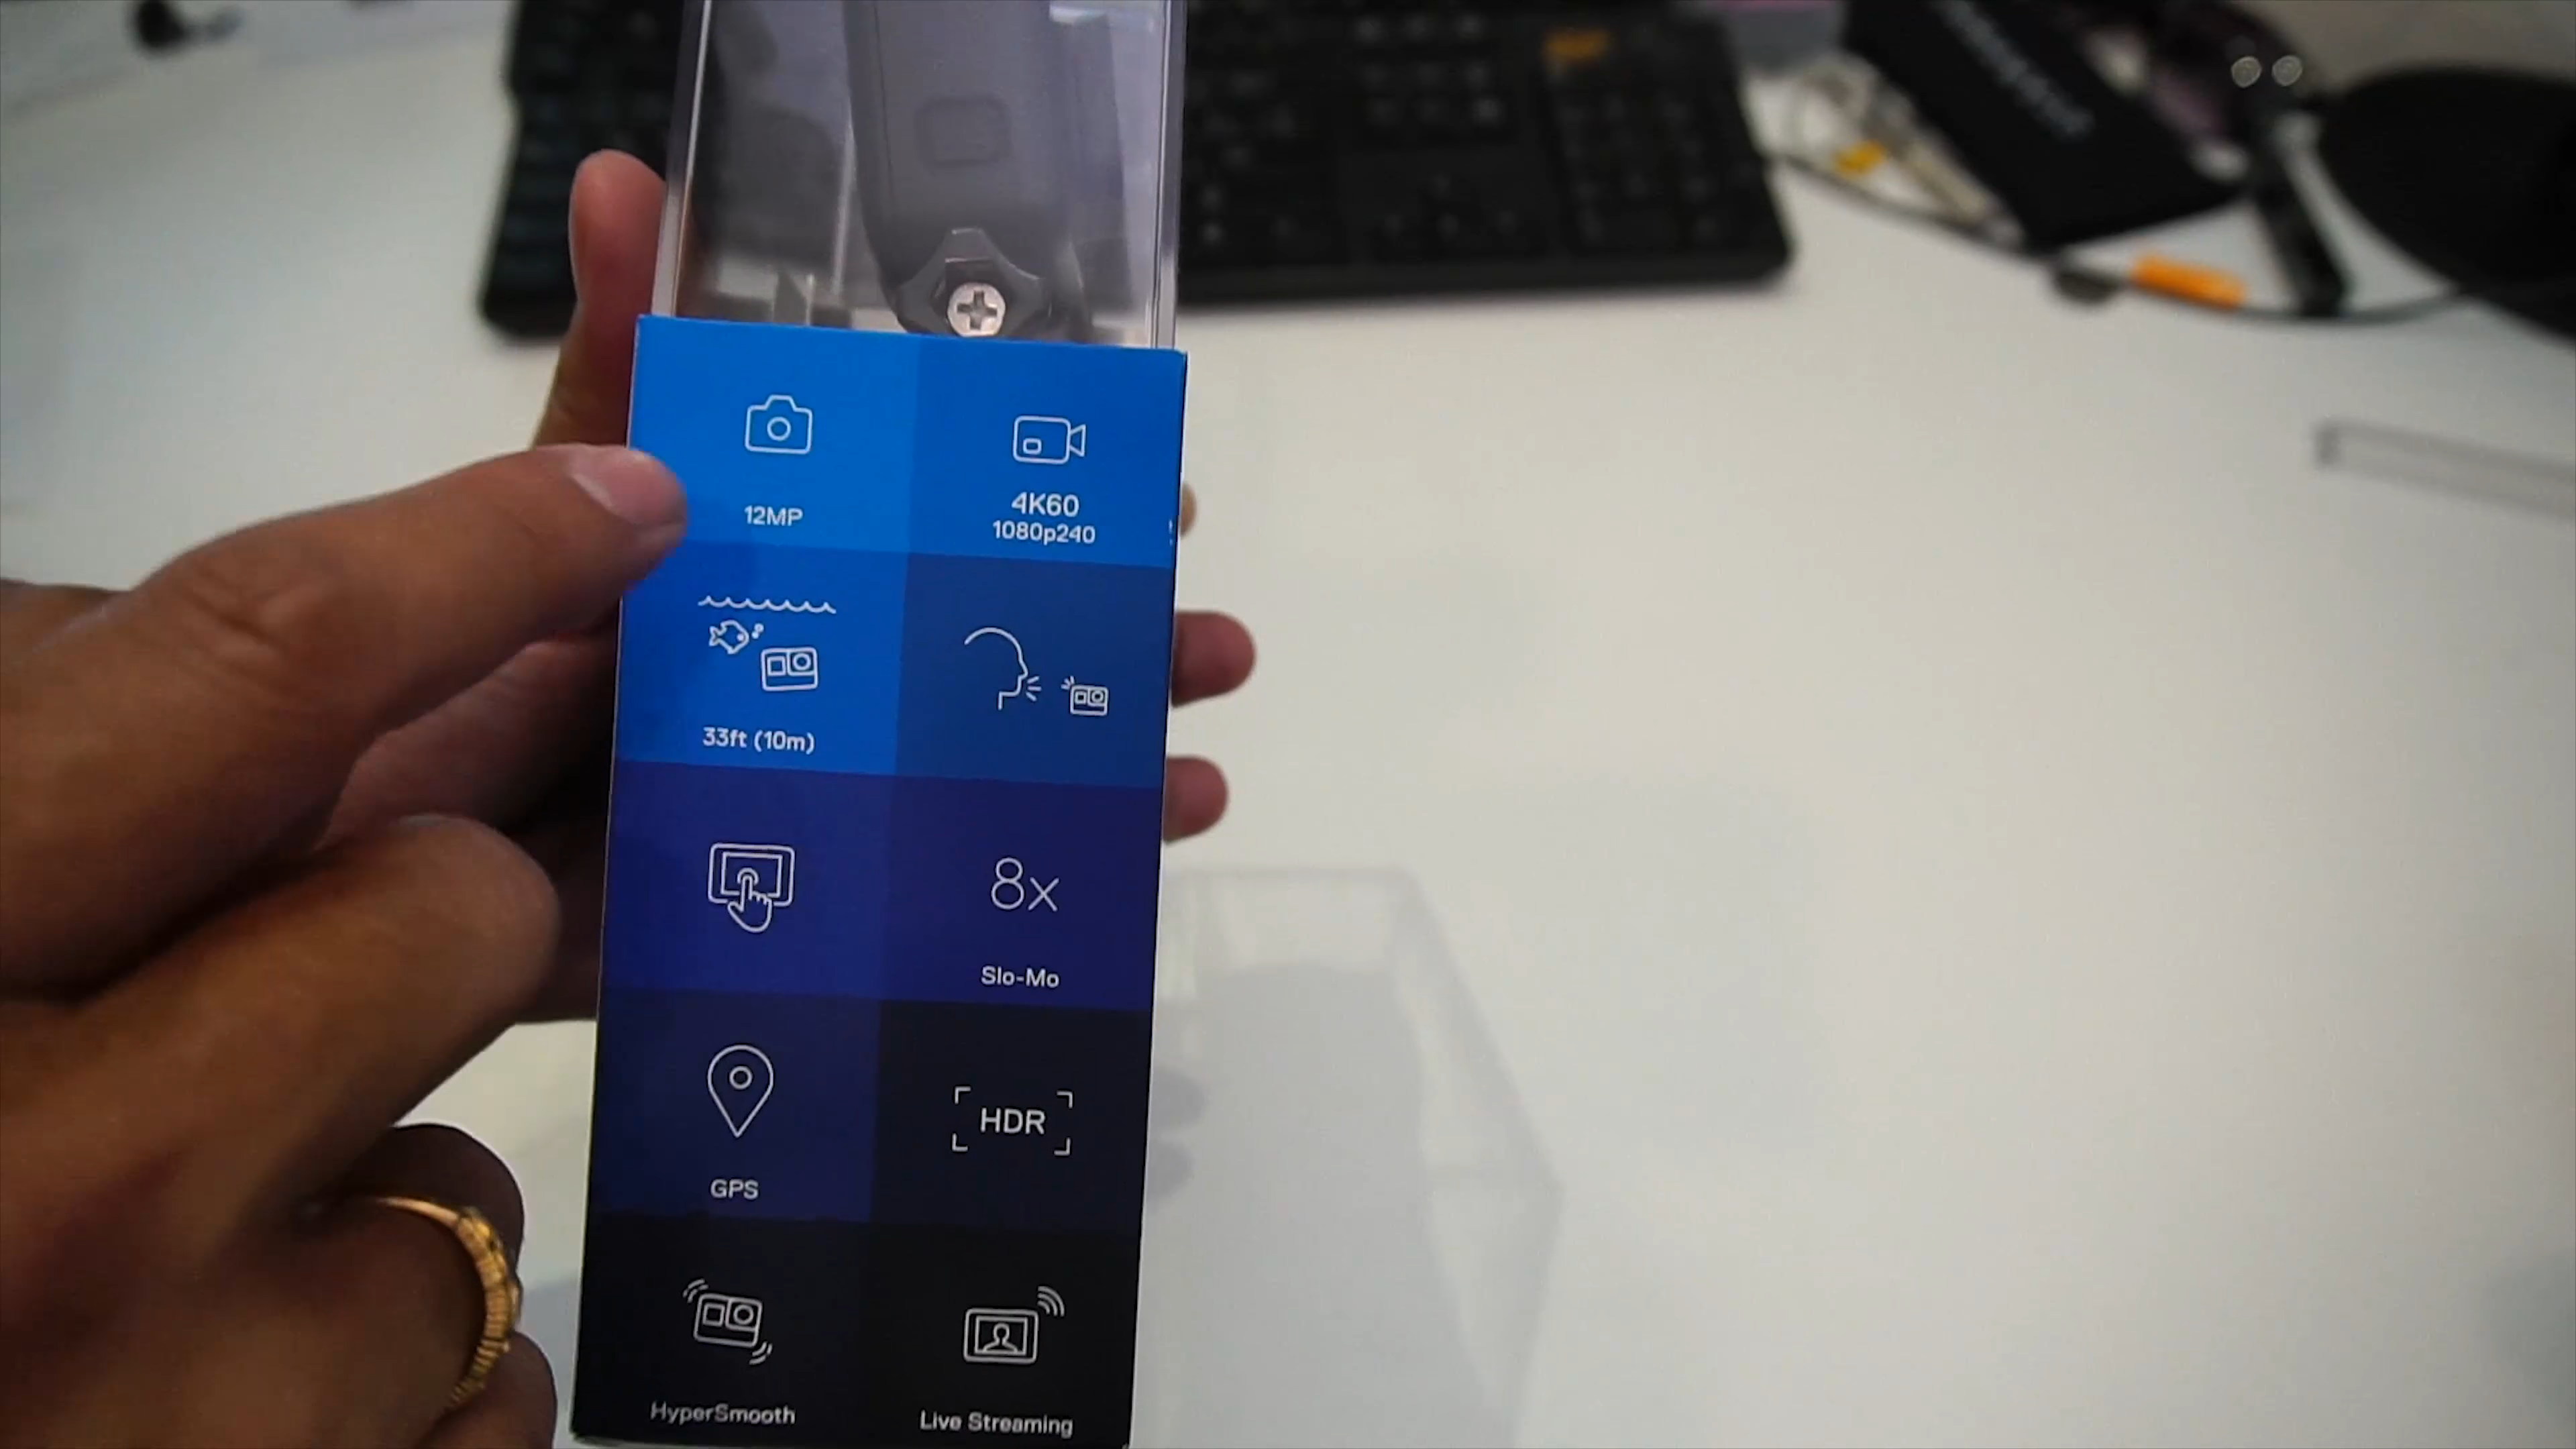 12MP
4K60
1080p240
33ft (10m)
8x
Slo-Mo
GPS
HDR
HyperSmooth
Live Streaming